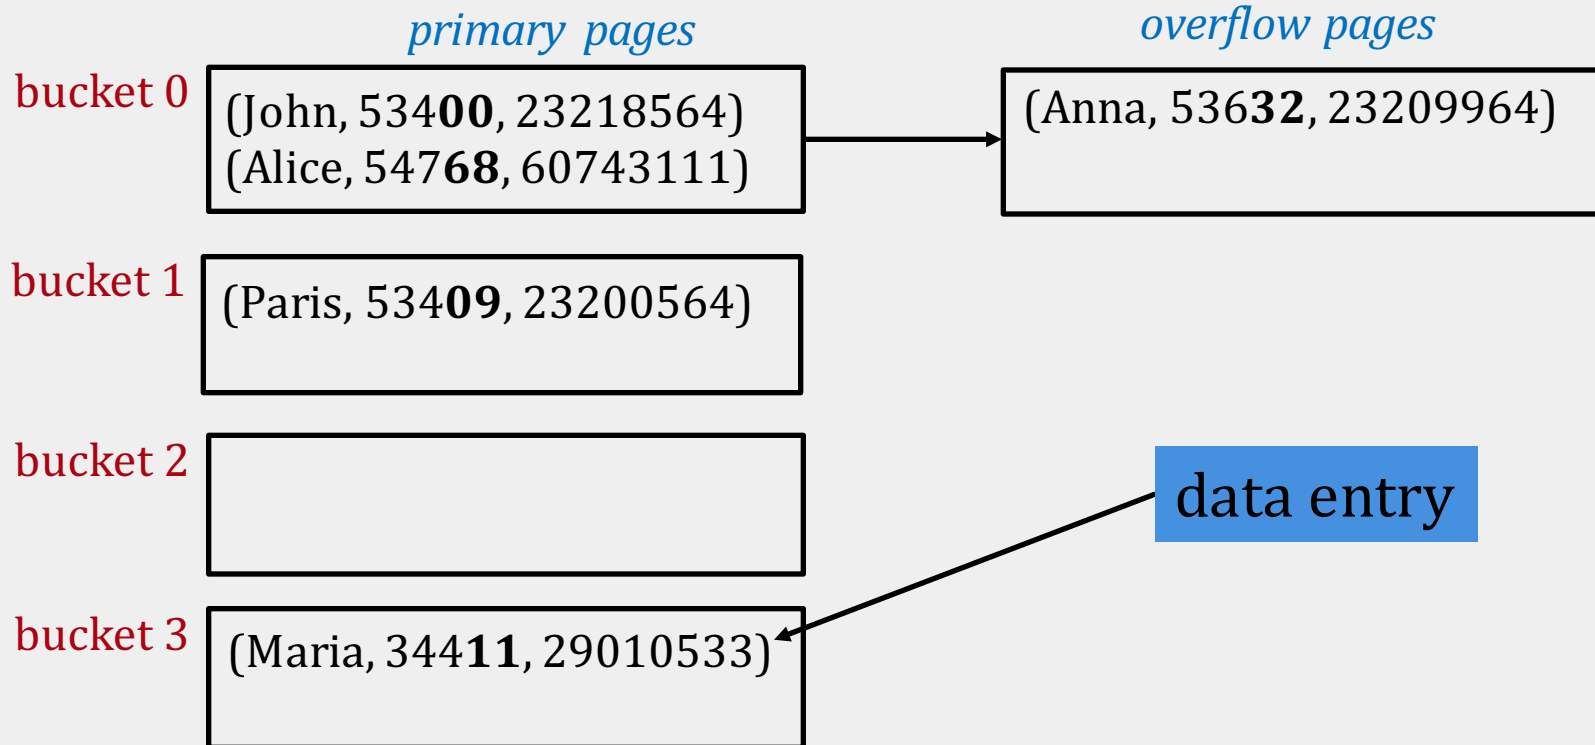 primary pages
overflow pages
bucket 0
(John, 53400, 23218564)
(Alice, 54768, 60743111)
(Anna, 53632, 23209964)
bucket 1
(Paris, 53409, 23200564)
bucket 2
data entry
bucket 3
(Maria, 34411, 29010533)